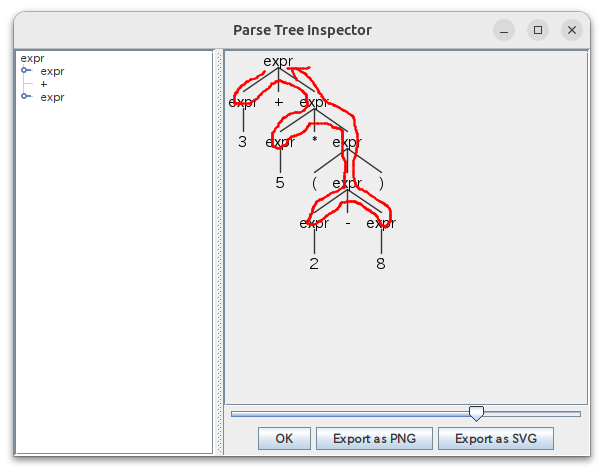 Parse Tree Inspector
expr
expr
+
expr
expr
expr + expr
3 expr * expr
5 ( expr )
expr - expr
2 8
OK Export as PNG Export as SVG